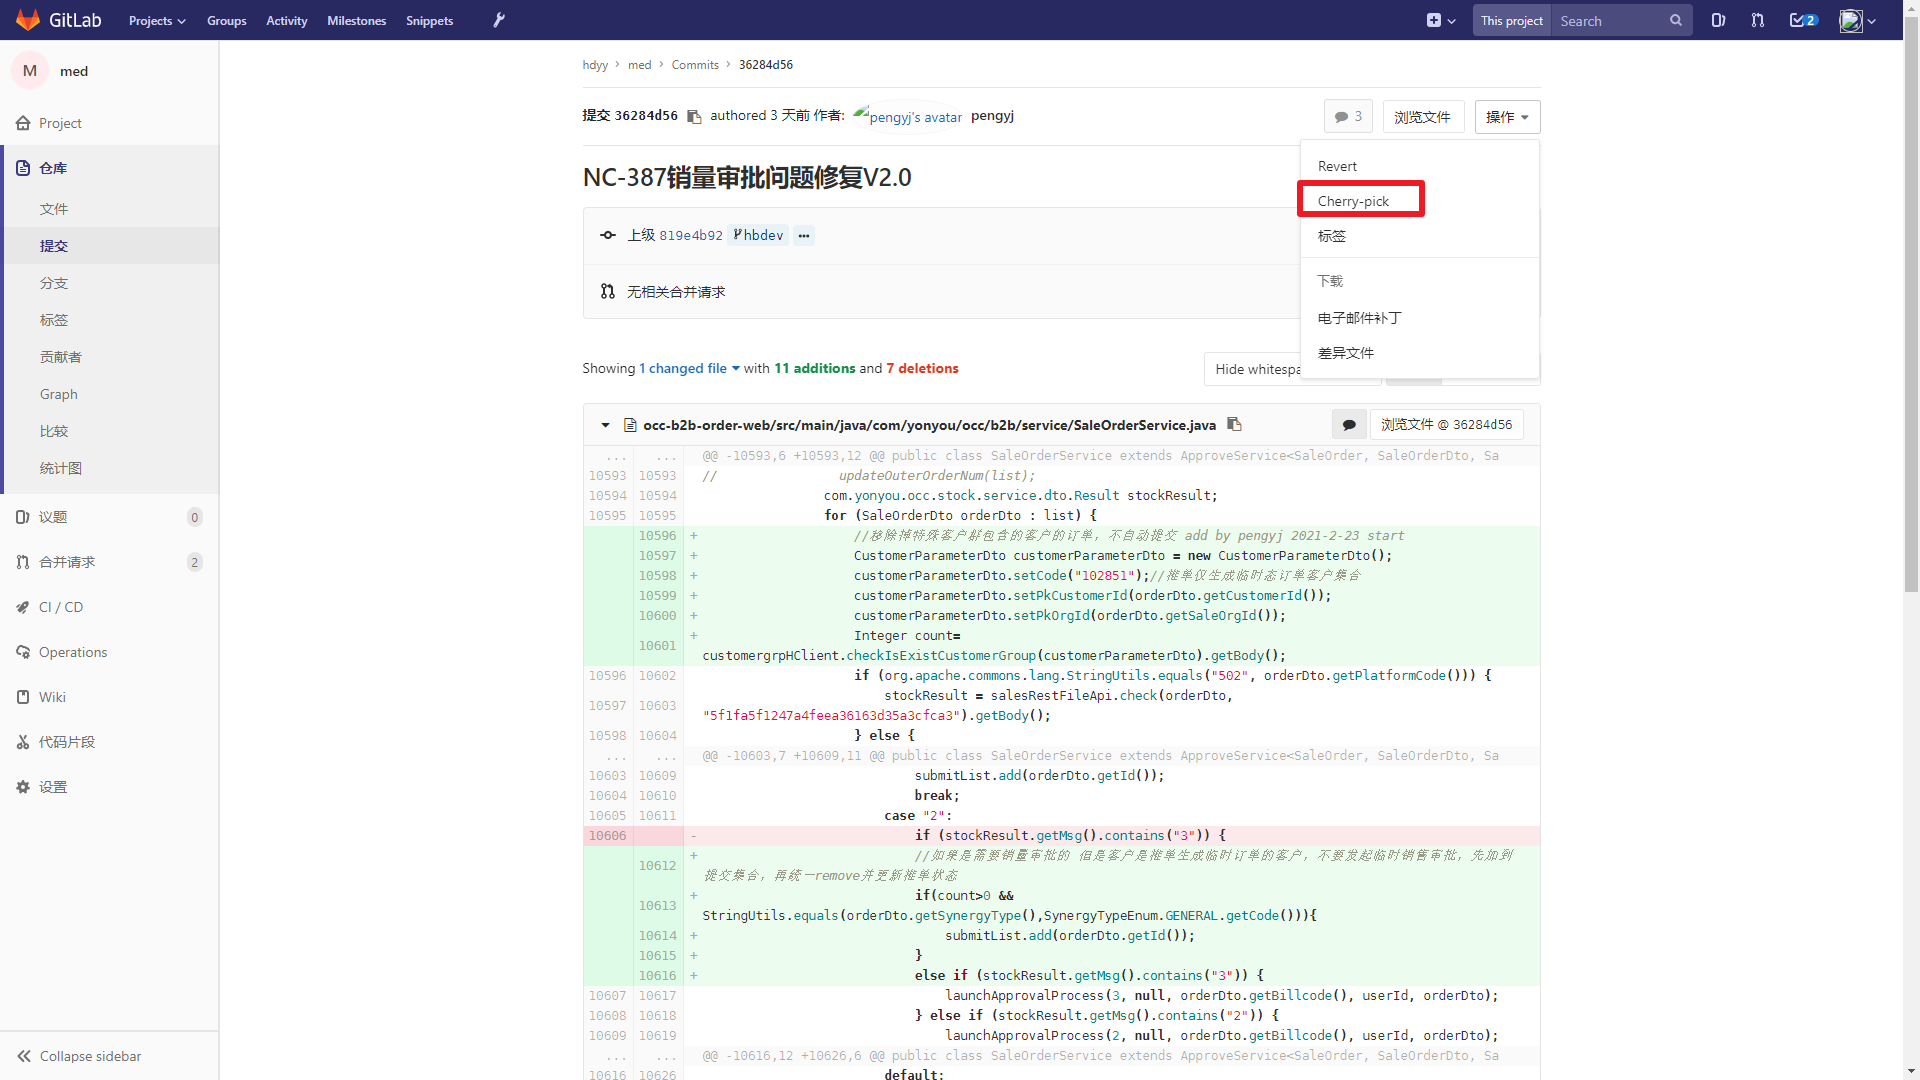 GitLab Projects Groups Activity Milestones Snippets This project Search 2
M med
Project
仓库
文件
提交
分支
标签
贡献者
Graph
比较
统计图
议题 0
合并请求 2
CI / CD
Operations
Wiki
代码片段
设置
Collapse sidebar
hdyy > med > Commits > 36284d56
提交 36284d56 authored 3 天前 作者: pengyj's avatar pengyj
3 浏览文件 操作
Revert
Cherry-pick
标签
下载
电子邮件补丁
差异文件
NC-387销量审批问题修复V2.0
上级 819e4b92 hbdev ...
无相关合并请求
Showing 1 changed file with 11 additions and 7 deletions
Hide whitespa
occ-b2b-order-web/src/main/java/com/yonyou/occ/b2b/service/SaleOrderService.java 浏览文件 @ 36284d56
... ... @@ -10593,6 +10593,12 @@ public class SaleOrderService extends ApproveService<SaleOrder, SaleOrderDto, Sa
10593 10593 // updateOuterOrderNum(list);
10594 10594 com.yonyou.occ.stock.service.dto.Result stockResult;
10595 10595 for (SaleOrderDto orderDto : list) {
10596 + //移除掉特殊客户群包含的客户的订单，不自动提交 add by pengyj 2021-2-23 start
10597 + CustomerParameterDto customerParameterDto = new CustomerParameterDto();
10598 + customerParameterDto.setCode("102851");//推单仅生成临时态订单客户集合
10599 + customerParameterDto.setPkCustomerId(orderDto.getCustomerId());
10600 + customerParameterDto.setPkOrgId(orderDto.getSaleOrgId());
10601 + Integer count=
customergrpHClient.checkIsExistCustomerGroup(customerParameterDto).getBody();
10596 10602 if (org.apache.commons.lang.StringUtils.equals("502", orderDto.getPlatformCode())) {
10597 10603 stockResult = salesRestFileApi.check(orderDto,
"5f1fa5f1247a4feea36163d35a3cfca3").getBody();
10598 10604 } else {
... ... @@ -10603,7 +10609,11 @@ public class SaleOrderService extends ApproveService<SaleOrder, SaleOrderDto, Sa
10603 10609 submitList.add(orderDto.getId());
10604 10610 break;
10605 10611 case "2":
10606 - if (stockResult.getMsg().contains("3")) {
10612 + //如果是需要销量审批的 但是客户是推单生成临时订单的客户，不要发起临时销售审批，先加到
提交集合，再统一remove并更新推单状态
10613 + if(count>0 &&
StringUtils.equals(orderDto.getSynergyType(),SynergyTypeEnum.GENERAL.getCode())){
10614 + submitList.add(orderDto.getId());
10615 + }
10616 + else if (stockResult.getMsg().contains("3")) {
10607 10617 launchApprovalProcess(3, null, orderDto.getBillcode(), userId, orderDto);
10608 10618 } else if (stockResult.getMsg().contains("2")) {
10609 10619 launchApprovalProcess(2, null, orderDto.getBillcode(), userId, orderDto);
... ... @@ -10616,12 +10626,6 @@ public class SaleOrderService extends ApproveService<SaleOrder, SaleOrderDto, Sa
10616 10626 default: